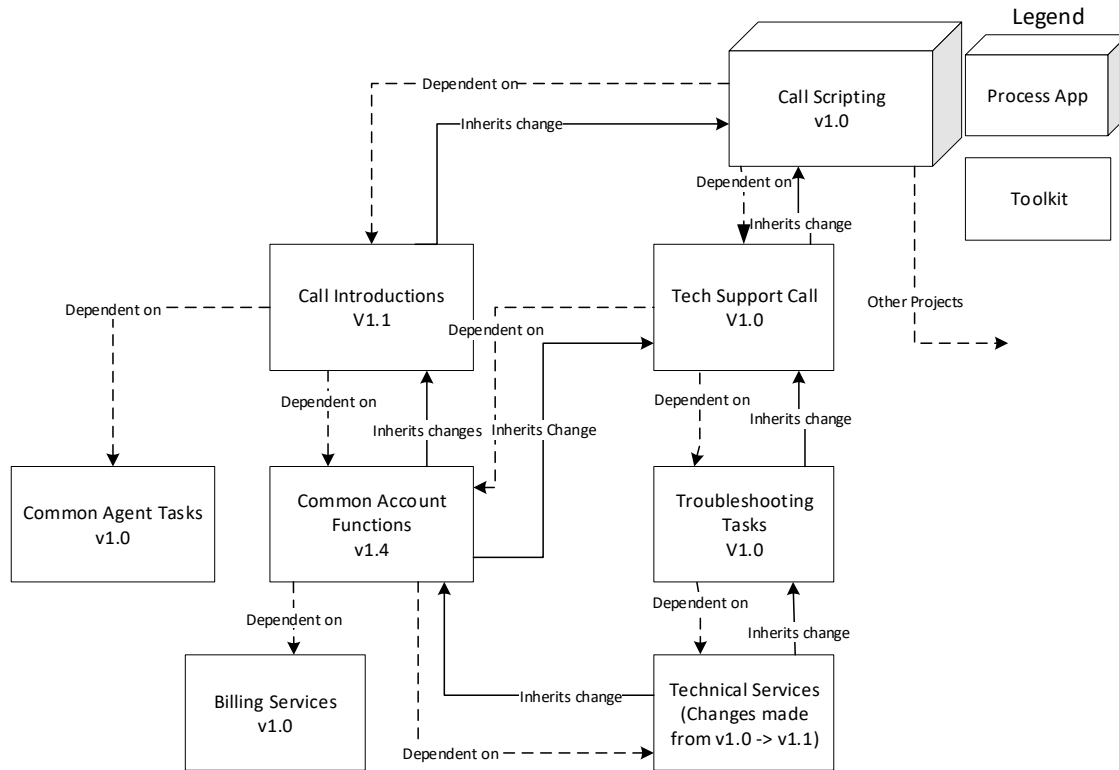 Legend
Call Scripting
v1.0
Process App
Toolkit
Dependent on
Inherits change
Dependent on
Inherits change
Other Projects
Call Introductions
V1.1
Tech Support Call
V1.0
Dependent on
Dependent on
Dependent on
Inherits changes
Inherits Change
Dependent on
Inherits change
Common Agent Tasks
v1.0
Common Account
Functions
v1.4
Troubleshooting
Tasks
V1.0
Dependent on
Dependent on
Inherits change
Billing Services
v1.0
Inherits change
Dependent on
Technical Services
(Changes made
from v1.0 -> v1.1)